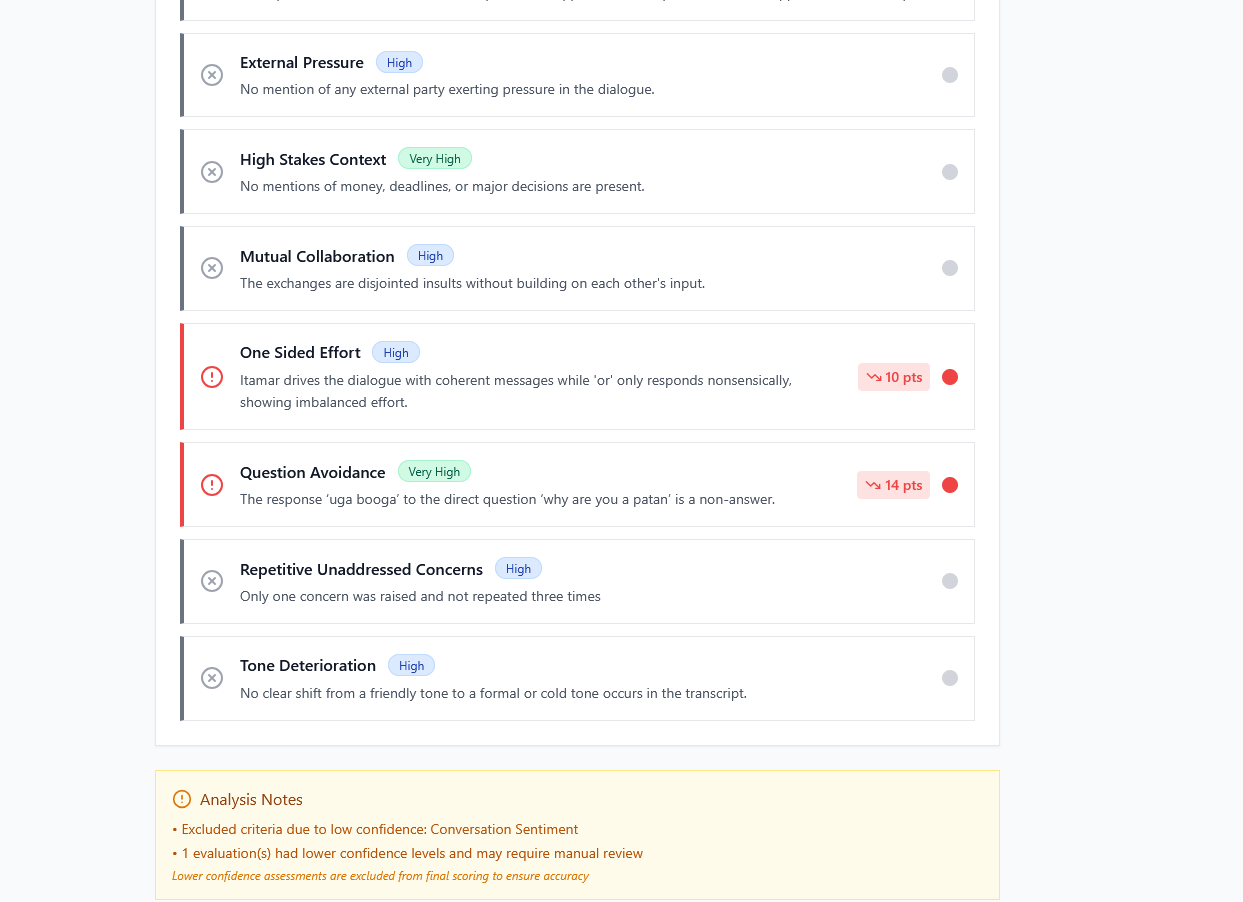 External Pressure High
No mention of any external party exerting pressure in the dialogue.
High Stakes Context Very High
No mentions of money, deadlines, or major decisions are present.
Mutual Collaboration High
The exchanges are disjointed insults without building on each other's input.
One Sided Effort High
Itamar drives the dialogue with coherent messages while 'or' only responds nonsensically,
showing imbalanced effort.
10 pts
Question Avoidance Very High
The response ‘uga booga’ to the direct question ‘why are you a patan’ is a non-answer.
14 pts
Repetitive Unaddressed Concerns High
Only one concern was raised and not repeated three times
Tone Deterioration High
No clear shift from a friendly tone to a formal or cold tone occurs in the transcript.
Analysis Notes
• Excluded criteria due to low confidence: Conversation Sentiment
• 1 evaluation(s) had lower confidence levels and may require manual review
Lower confidence assessments are excluded from final scoring to ensure accuracy